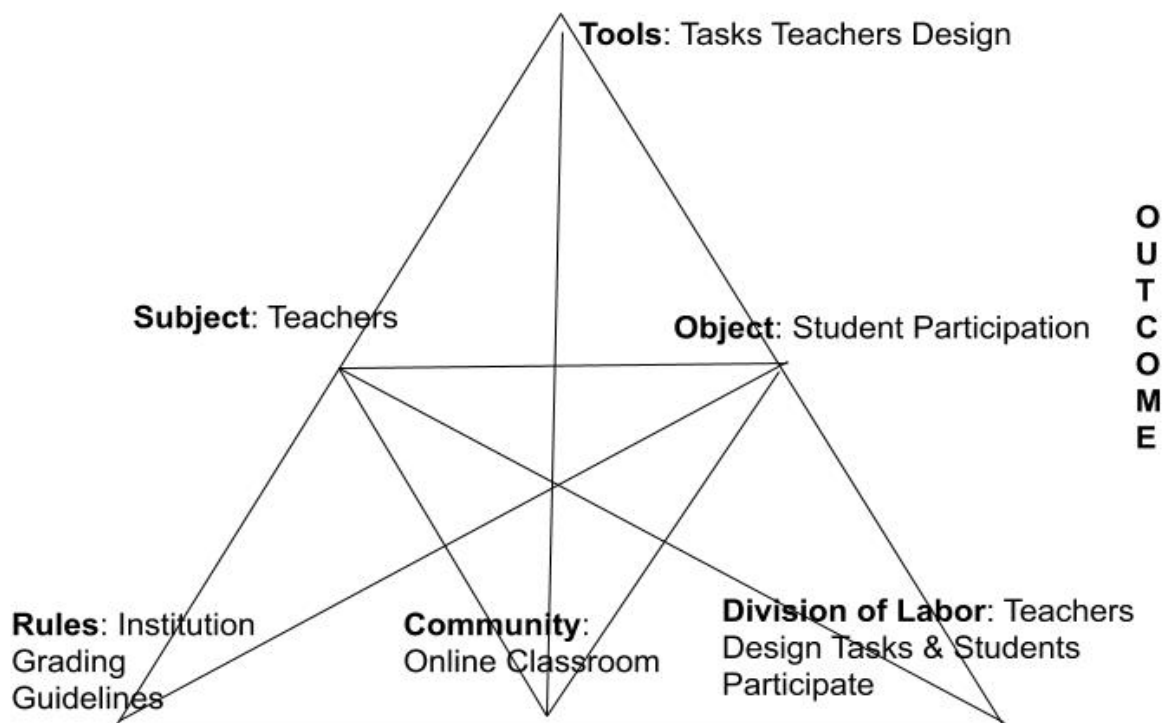 Tools: Tasks Teachers Design
Subject: Teachers
Object: Student Participation
O
U
T
C
O
M
E
Rules: Institution
Grading
Guidelines
Community:
Online Classroom
Division of Labor: Teachers
Design Tasks & Students
Participate